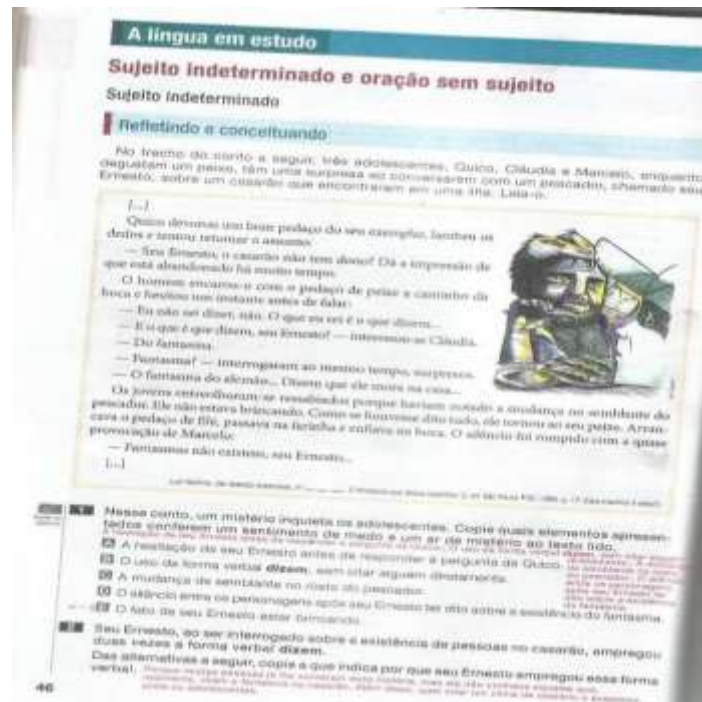 A língua em estudo
Sujeito indeterminado e oração sem sujeito
Sujeito indeterminado
Refletindo e conceituando
No trecho do conto a seguir, três adolescentes, Quico, Cláudia e Marcelo, enquanto
degustam um peixe, têm uma surpresa ao conversarem com um pescador, chamado seu
Ernesto, sobre um casarão que encontraram em uma ilha. Leia-o.
[...]
Quico devorou um bom pedaço do seu exemplar, lambeu os
dedos e tentou retomar o assunto:
— Seu Ernesto, o casarão não tem dono? Dá a impressão de
que está abandonado há muito tempo.
O homem encarou-o com o pedaço de peixe a caminho da
boca e hesitou um instante antes de falar:
— Eu não sei dizer, não. O que eu sei é o que dizem...
— E o que é que dizem, seu Ernesto? — interessou-se Cláudia.
— Do fantasma.
— Fantasma? — interrogaram ao mesmo tempo, surpresos.
— O fantasma do alemão... Dizem que ele mora na casa...
Os jovens entreolharam-se ressabiados porque haviam notado a mudança no semblante do
pescador. Ele não estava brincando. Como se houvesse dito tudo, ele tornou ao seu peixe. Arran-
cava o pedaço de filé, passava na farinha e enfiava na boca. O silêncio foi rompido com a quase
provocação de Marcelo:
— Fantasmas não existem, seu Ernesto...
[...]
1 Nesse conto, um mistério inquieta os adolescentes. Copie quais elementos apresen-
tados conferem um sentimento de medo e um ar de mistério ao texto lido.
A hesitação de seu Ernesto antes de responder à pergunta de Quico.
O uso da forma verbal dizem, sem citar alguém diretamente.
A mudança de semblante no rosto do pescador.
O silêncio entre os personagens após seu Ernesto ter dito sobre a existência do fantasma.
O fato de seu Ernesto estar brincando.
2 Seu Ernesto, ao ser interrogado sobre a existência de pessoas no casarão, empregou
duas vezes a forma verbal dizem.
Das alternativas a seguir, copie a que indica por que seu Ernesto empregou essa forma
verbal.
46